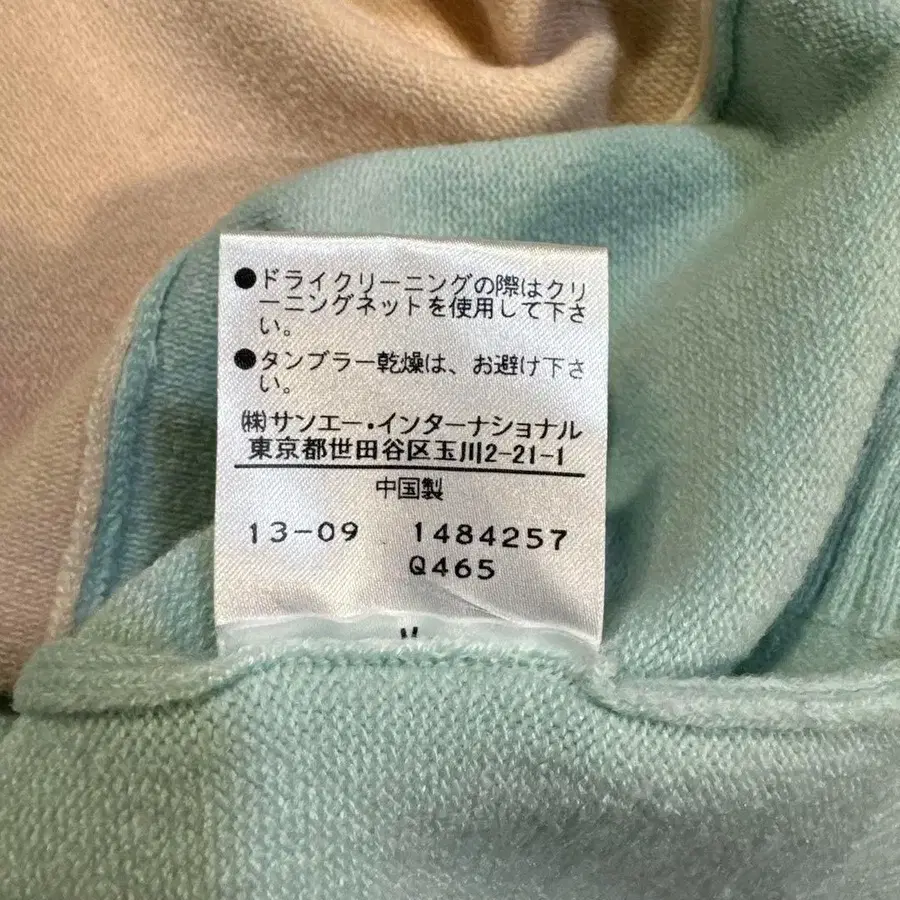 ●ドライクリーニングの際はクリ
ーニングネットを使用して下さ
い。
●タンブラー乾燥は、お避け下さ
い。
㈱サンエー・インターナショナル
東京都世田谷区玉川2-21-1
中国製
13-09 1484257
Q465